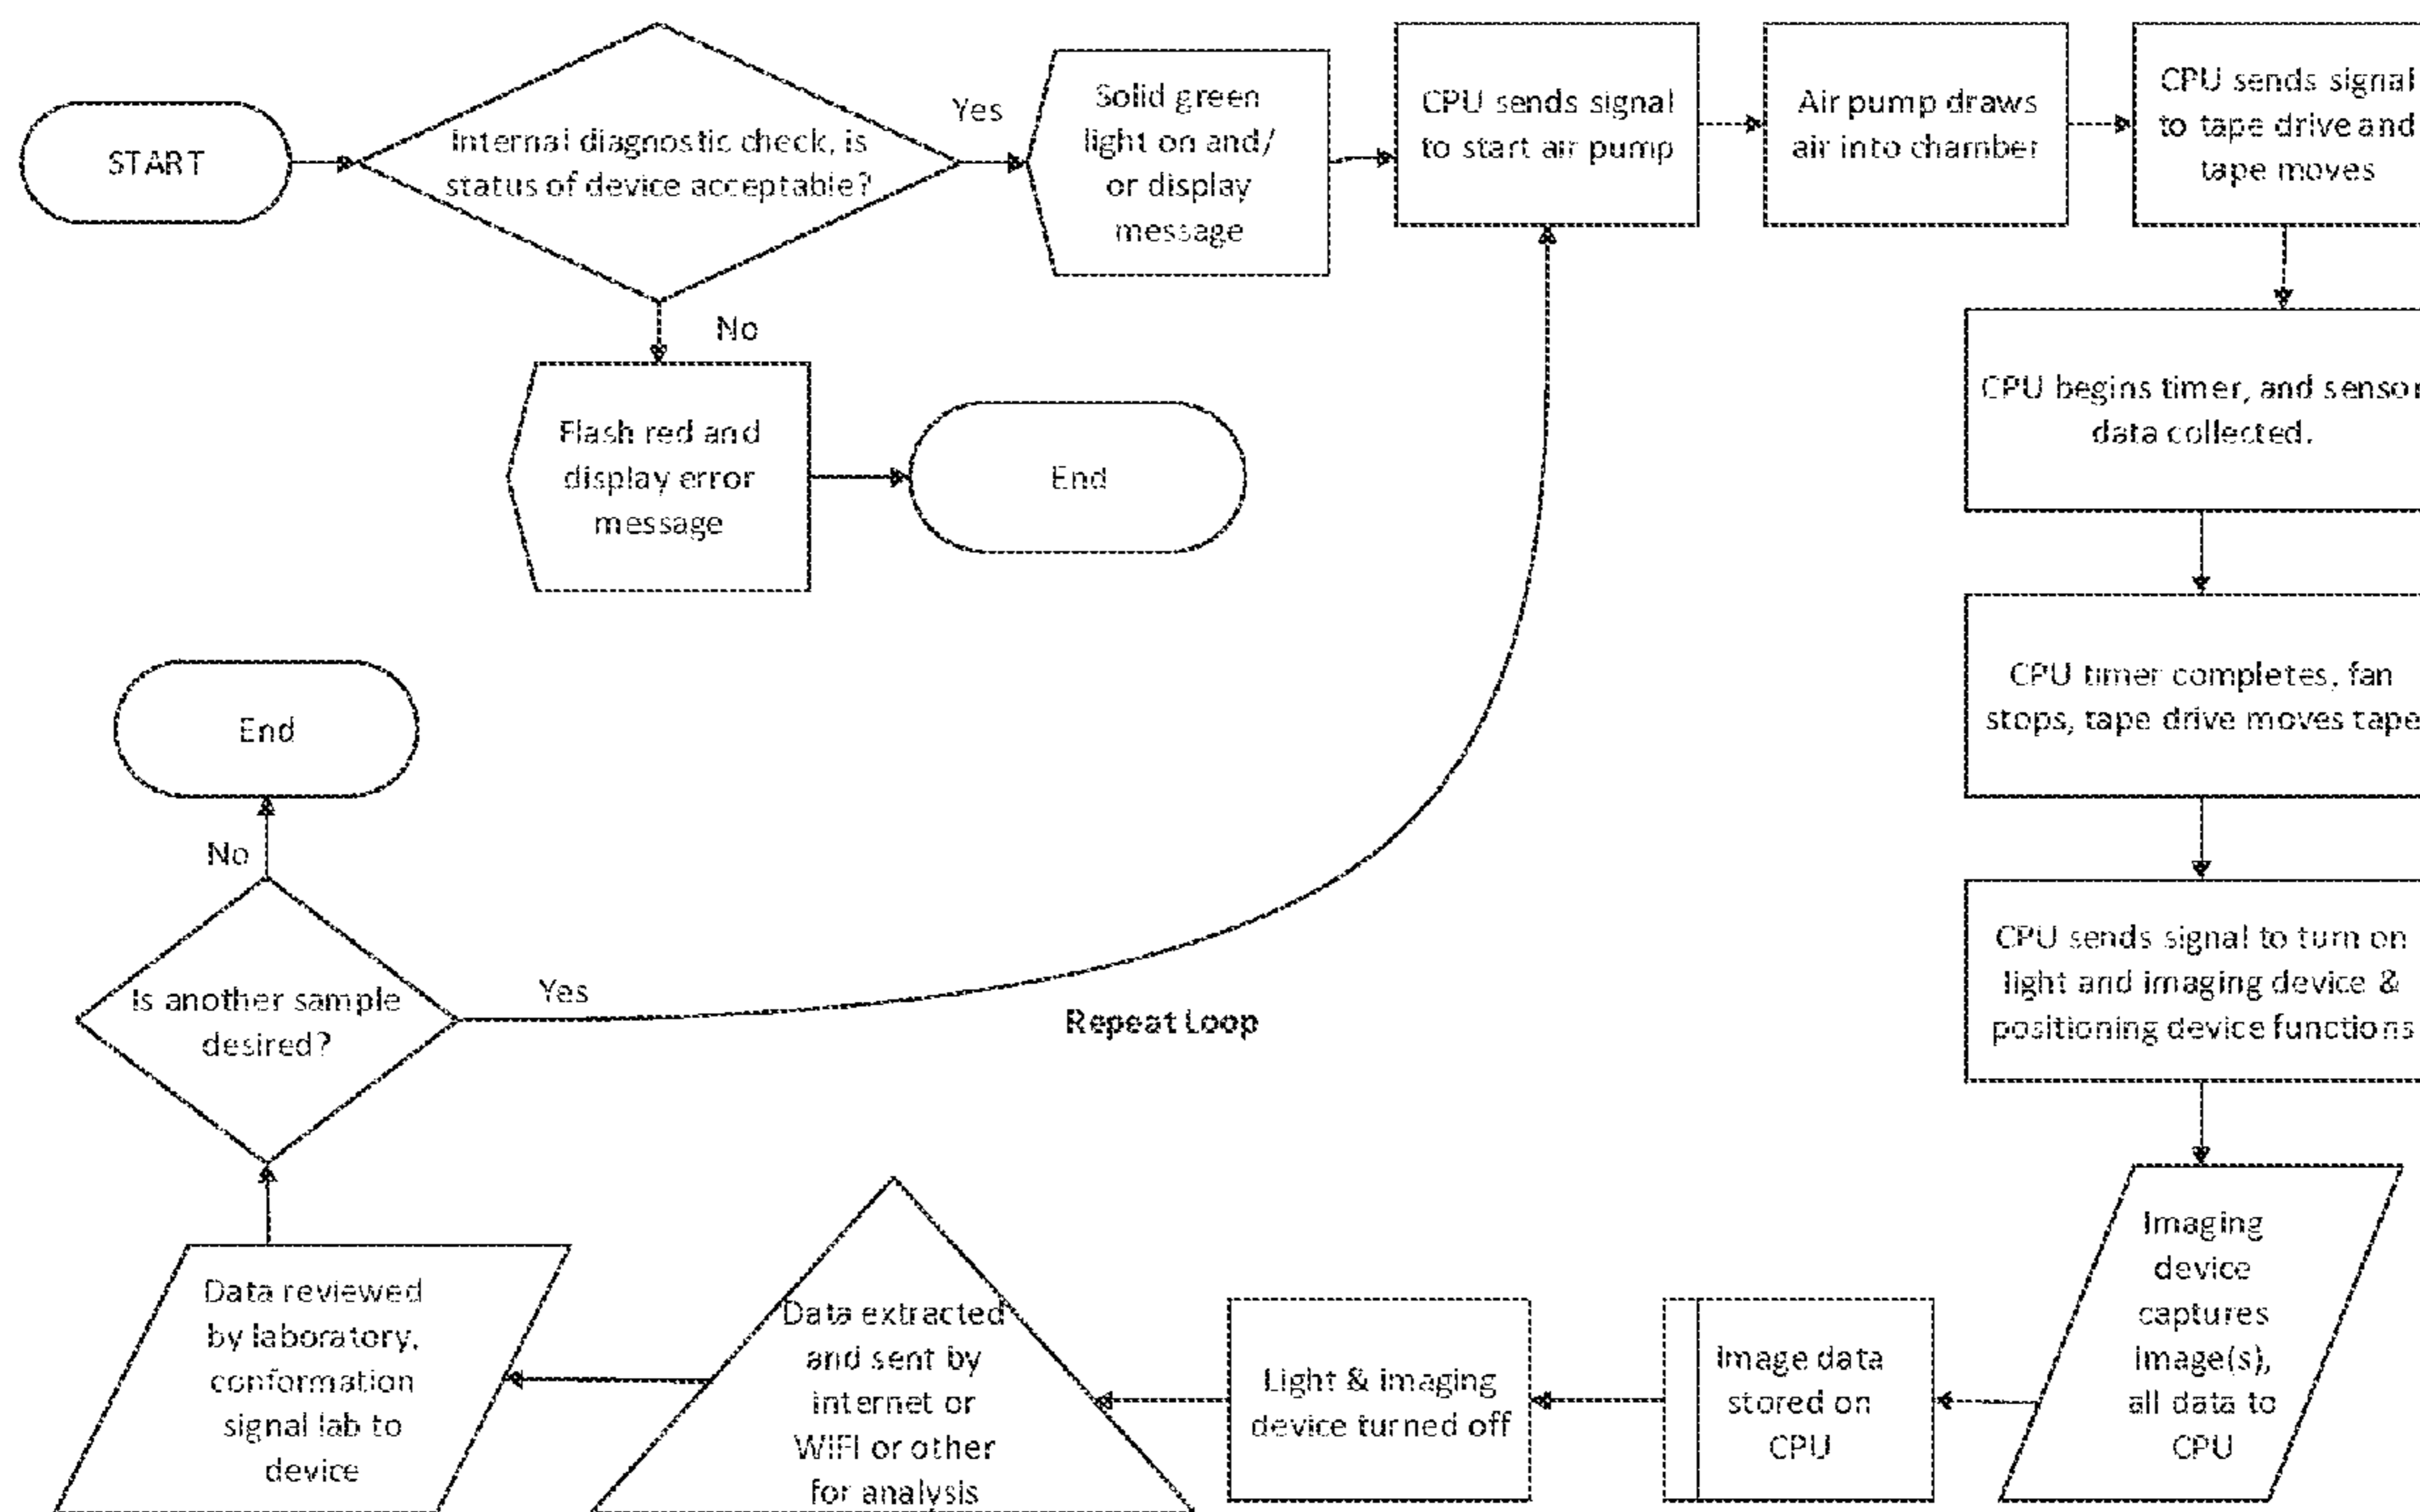 START
Internal diagnostic check, is
status of device acceptable?
Yes
Solid green
light on and/
or display
message
CPU sends signal
to start air pump
Air pump draws
air into chamber
CPU sends signal
to tape drive and
tape moves
No
Flash red and
display error
message
End
CPU begins timer, and sensor
data collected.
CPU timer completes, fan
stops, tape drive moves tape
CPU sends signal to turn on
light and imaging device &
positioning device functions
Imaging
device
captures
image(s),
all data to
CPU
Image data
stored on
CPU
Light & imaging
device turned off
Data extracted
and sent by
internet or
WIFI or other
for analysis
Data reviewed
by laboratory,
conformation
signal lab to
device
Is another sample
desired?
Yes
Repeat Loop
No
End